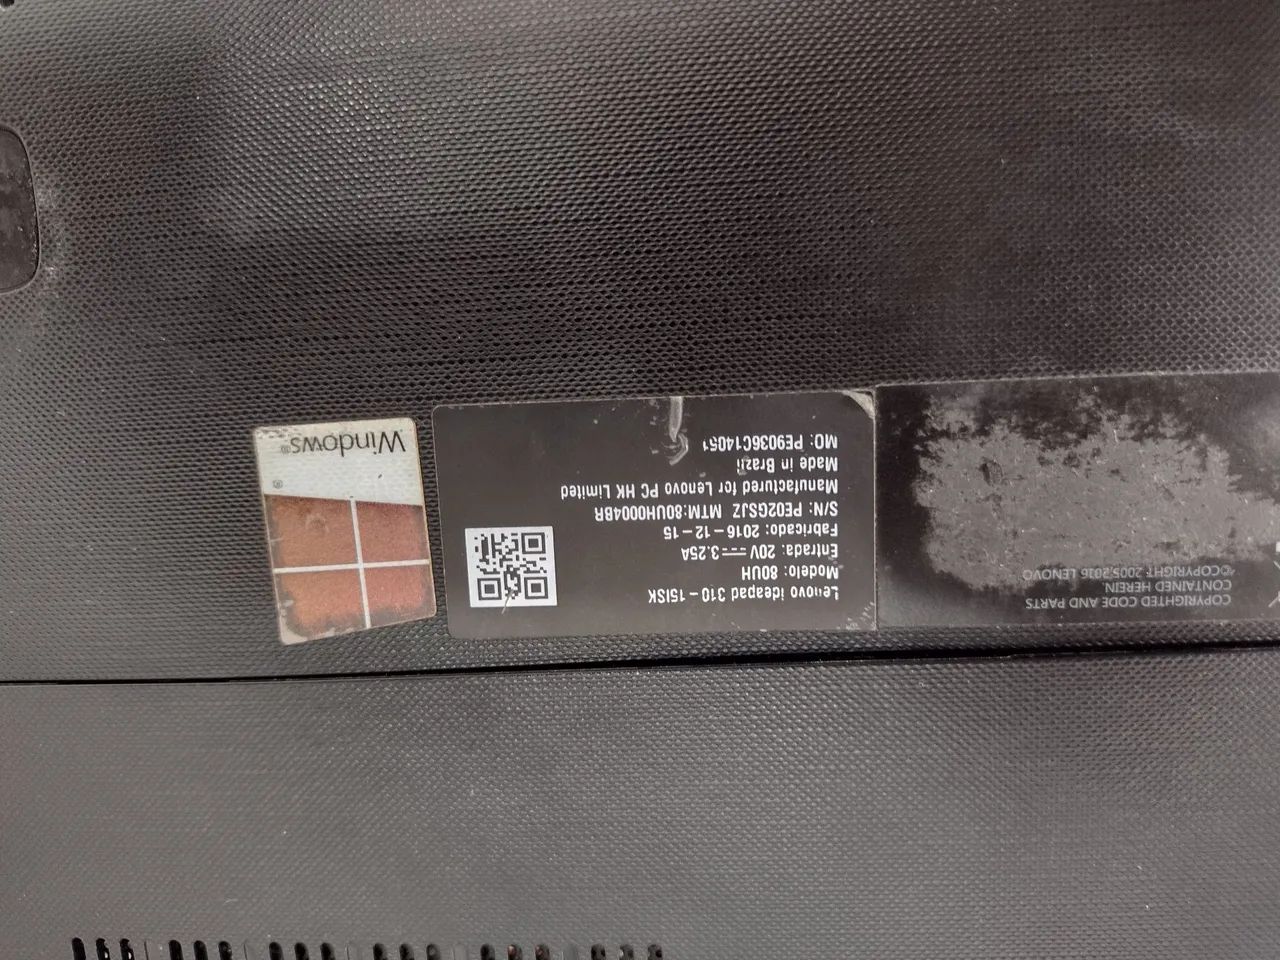 Lenovo ideapad 310 - 15ISK
Modelo: 80UH
Entrada: 20V ⎓ 3.25A
Fabricado: 2016-12-15
S/N: PE02GSJZ MTM:80UH0004BR
Manufactured for Lenovo PC HK Limited
Made in Brazil
MO: PE9036C14051
Windows®
®
COPYRIGHTED CODE AND PARTS
CONTAINED HEREIN.
©COPYRIGHT 2005,2016 LENOVO